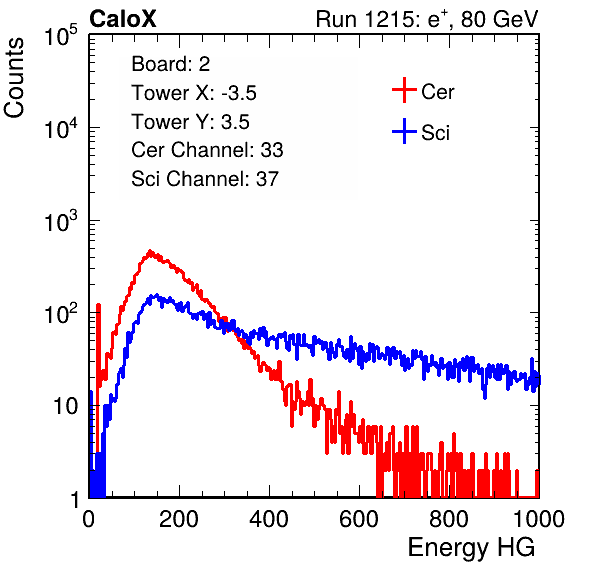 CaloX Run 1215: e⁺, 80 GeV
Counts
Board: 2
Tower X: -3.5
Tower Y: 3.5
Cer Channel: 33
Sci Channel: 37
Cer
Sci
10⁵
10⁴
10³
10²
10
1
0 200 400 600 800 1000
Energy HG